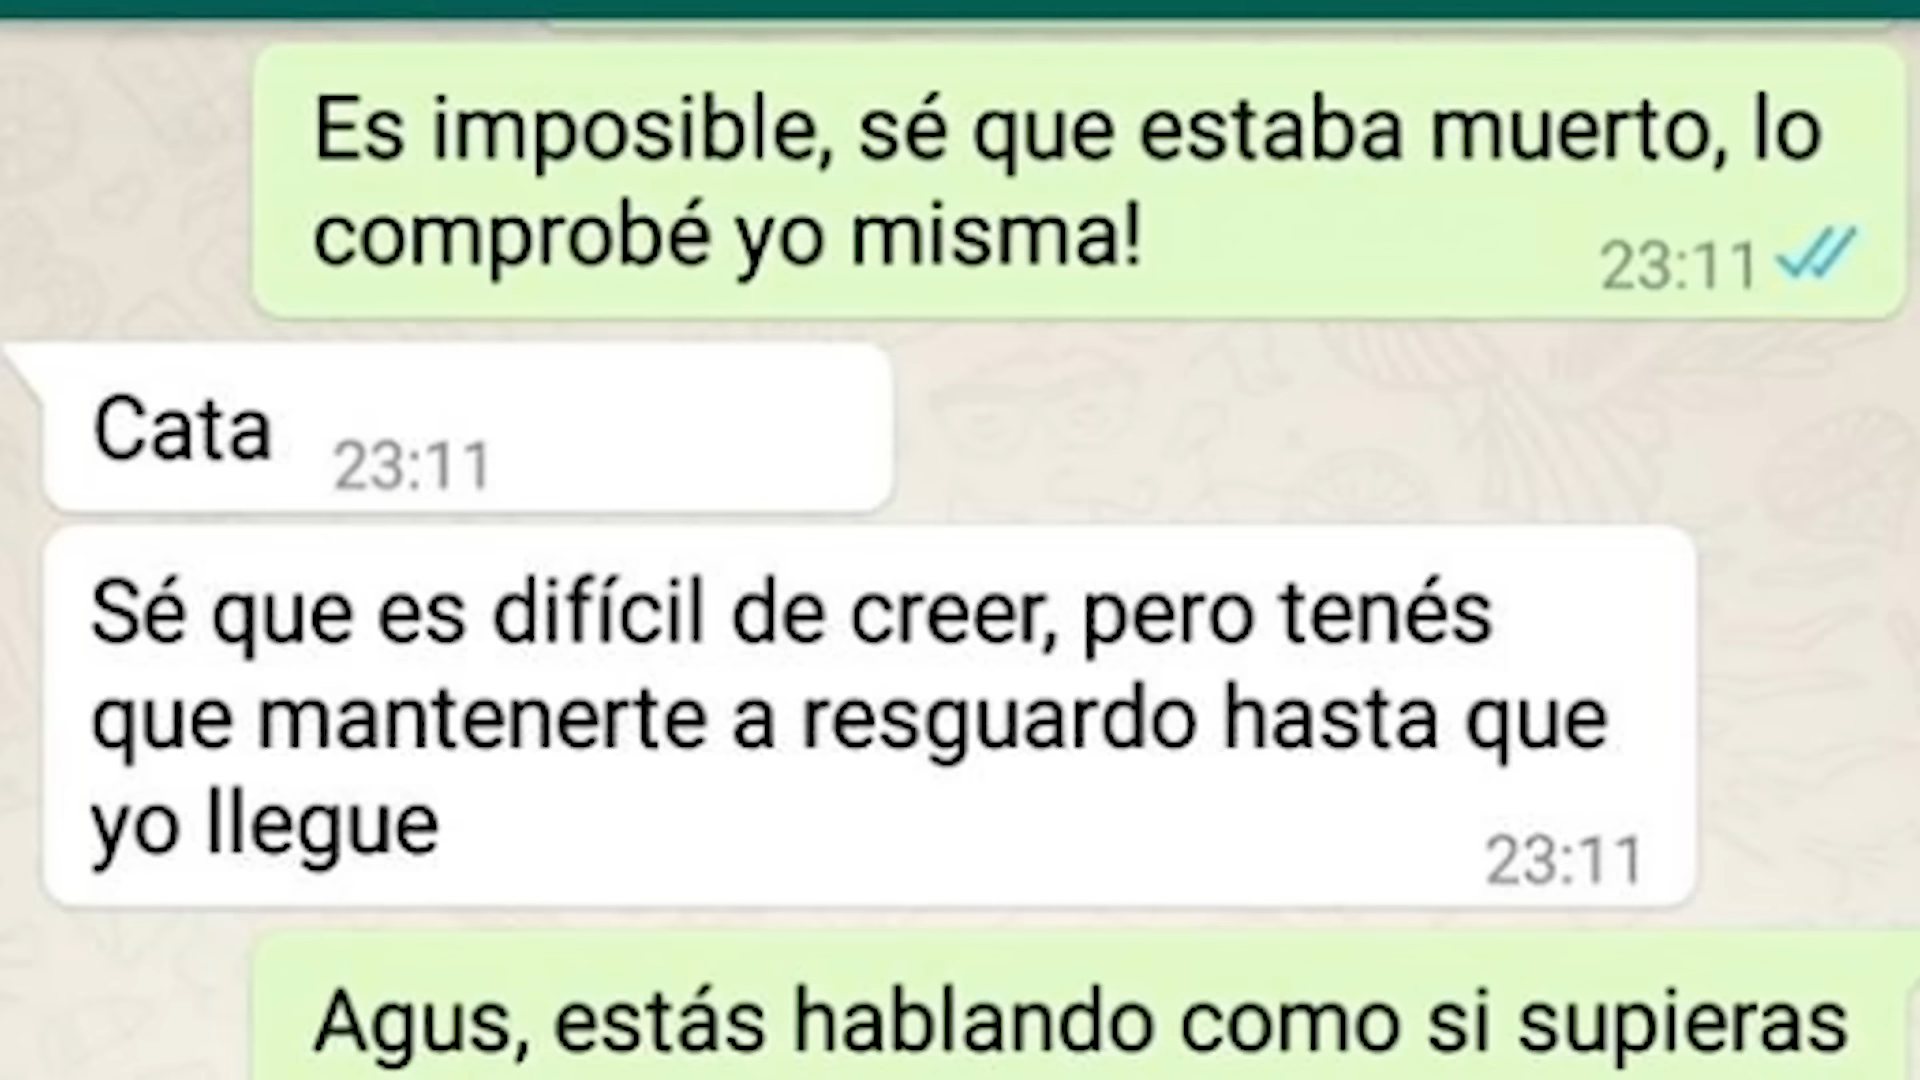 Es imposible, sé que estaba muerto, lo
comprobé yo misma!
23:11
Cata 23:11
Sé que es difícil de creer, pero tenés
que mantenerte a resguardo hasta que
yo llegue
23:11
Agus, estás hablando como si supieras